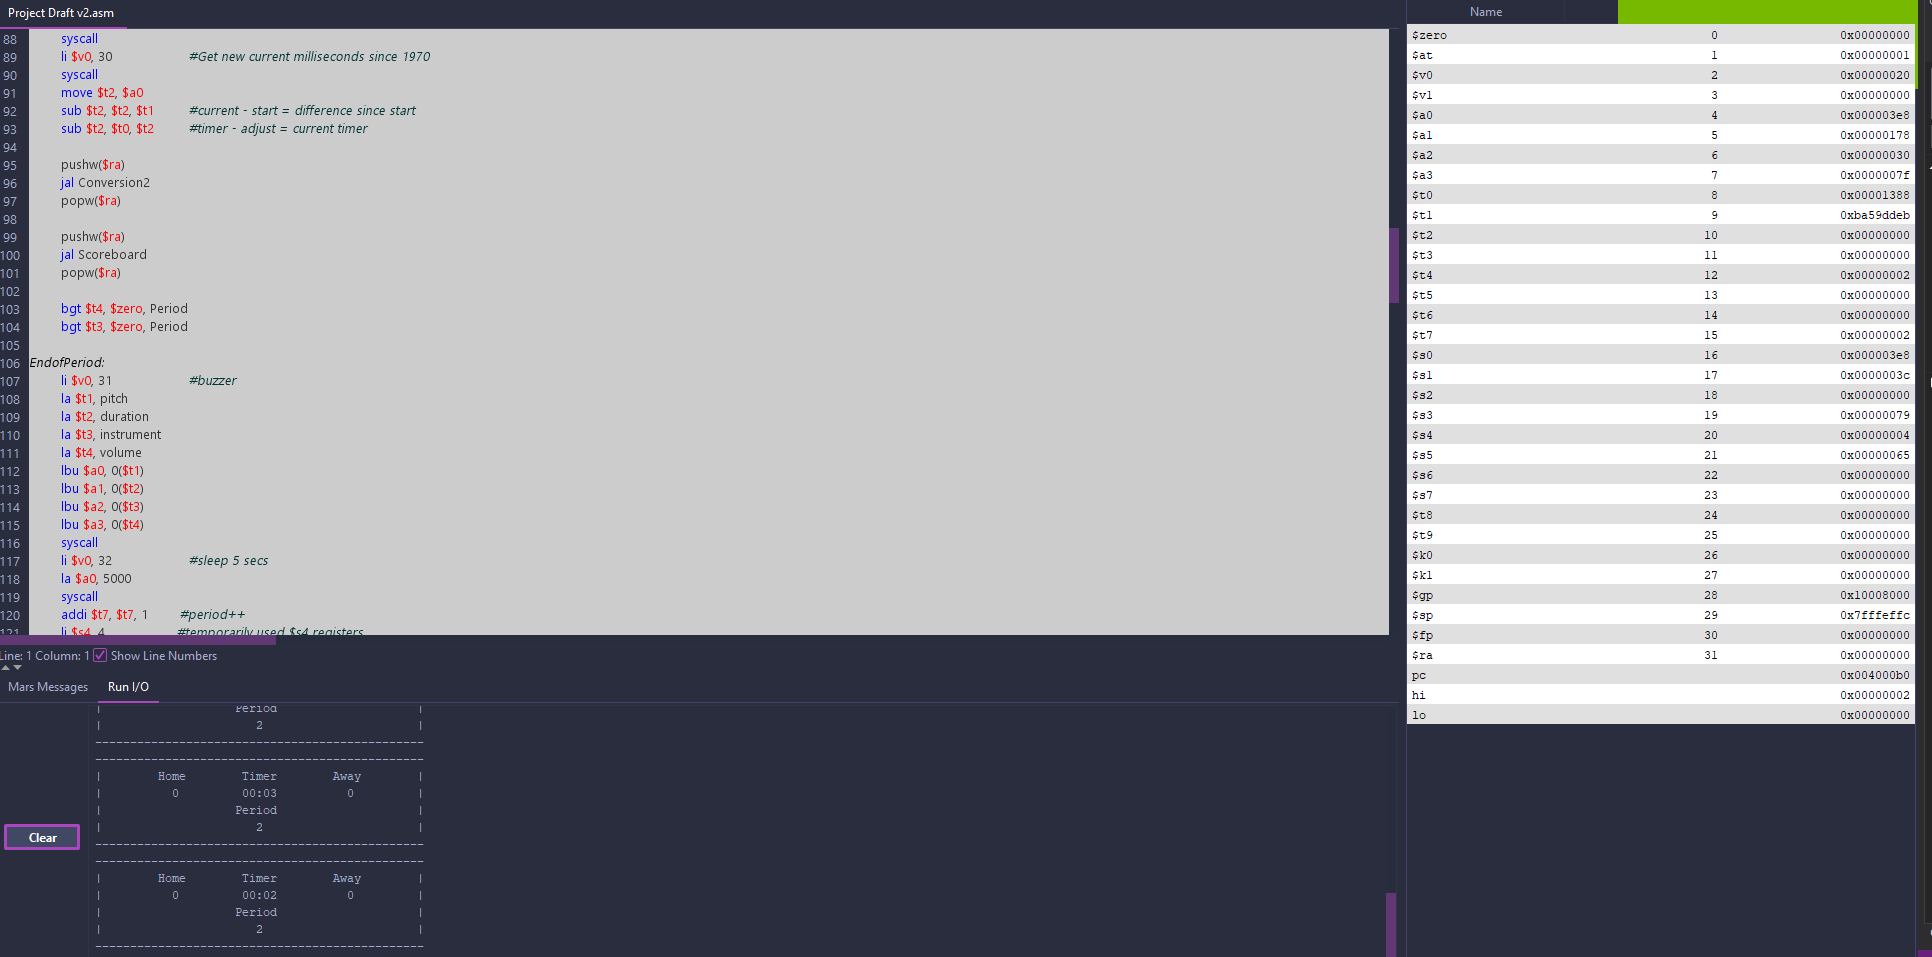 Project Draft v2.asm
88 syscall
89 li $v0, 30 #Get new current milliseconds since 1970
90 syscall
91 move $t2, $a0
92 sub $t2, $t2, $t1 #current - start = difference since start
93 sub $t2, $t0, $t2 #timer - adjust = current timer
94
95 pushw($ra)
96 jal Conversion2
97 popw($ra)
98
99 pushw($ra)
100 jal Scoreboard
101 popw($ra)
102
103 bgt $t4, $zero, Period
104 bgt $t3, $zero, Period
105
106 EndofPeriod:
107 li $v0, 31 #buzzer
108 la $t1, pitch
109 la $t2, duration
110 la $t3, instrument
111 la $t4, volume
112 lbu $a0, 0($t1)
113 lbu $a1, 0($t2)
114 lbu $a2, 0($t3)
115 lbu $a3, 0($t4)
116 syscall
117 li $v0, 32 #sleep 5 secs
118 la $a0, 5000
119 syscall
120 addi $t7, $t7, 1 #period++
121 li $s4, 4 #temporarily used $s4 registers
Line: 1 Column: 1 Show Line Numbers
Mars Messages Run I/O
Clear
| Period |
| 2 |
-----------------------------------------------
-----------------------------------------------
| Home Timer Away |
| 0 00:03 0 |
| Period |
| 2 |
-----------------------------------------------
-----------------------------------------------
| Home Timer Away |
| 0 00:02 0 |
| Period |
| 2 |
-----------------------------------------------
Name
$zero 0 0x00000000
$at 1 0x00000001
$v0 2 0x00000020
$v1 3 0x00000000
$a0 4 0x000003e8
$a1 5 0x00000178
$a2 6 0x00000030
$a3 7 0x0000007f
$t0 8 0x00001388
$t1 9 0xba59ddeb
$t2 10 0x00000000
$t3 11 0x00000000
$t4 12 0x00000002
$t5 13 0x00000000
$t6 14 0x00000000
$t7 15 0x00000002
$s0 16 0x000003e8
$s1 17 0x0000003c
$s2 18 0x00000000
$s3 19 0x00000079
$s4 20 0x00000004
$s5 21 0x00000065
$s6 22 0x00000000
$s7 23 0x00000000
$t8 24 0x00000000
$t9 25 0x00000000
$k0 26 0x00000000
$k1 27 0x00000000
$gp 28 0x10008000
$sp 29 0x7fffeffc
$fp 30 0x00000000
$ra 31 0x00000000
pc 0x004000b0
hi 0x00000002
lo 0x00000000